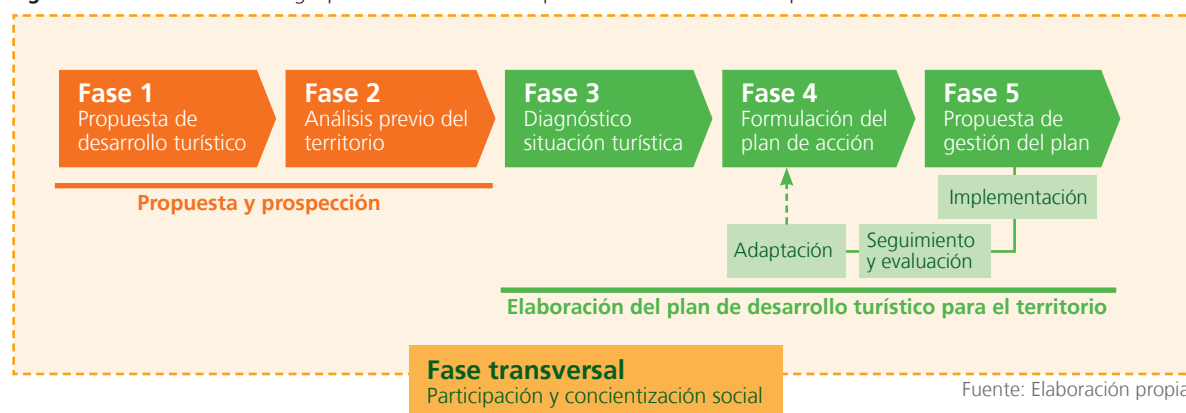 Fase 1
Propuesta de
desarrollo turístico
Fase 2
Análisis previo del
territorio
Fase 3
Diagnóstico
situación turística
Fase 4
Formulación del
plan de acción
Fase 5
Propuesta de
gestión del plan
Propuesta y prospección
Implementación
Adaptación
Seguimiento
y evaluación
Elaboración del plan de desarrollo turístico para el territorio
Fase transversal
Participación y concientización social
Fuente: Elaboración propia